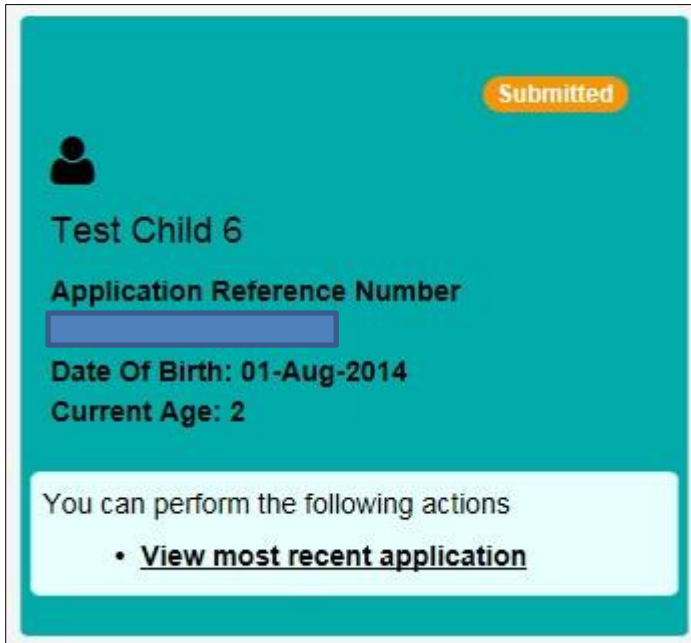 Submitted
Test Child 6
Application Reference Number
Date Of Birth: 01-Aug-2014
Current Age: 2
You can perform the following actions
• View most recent application